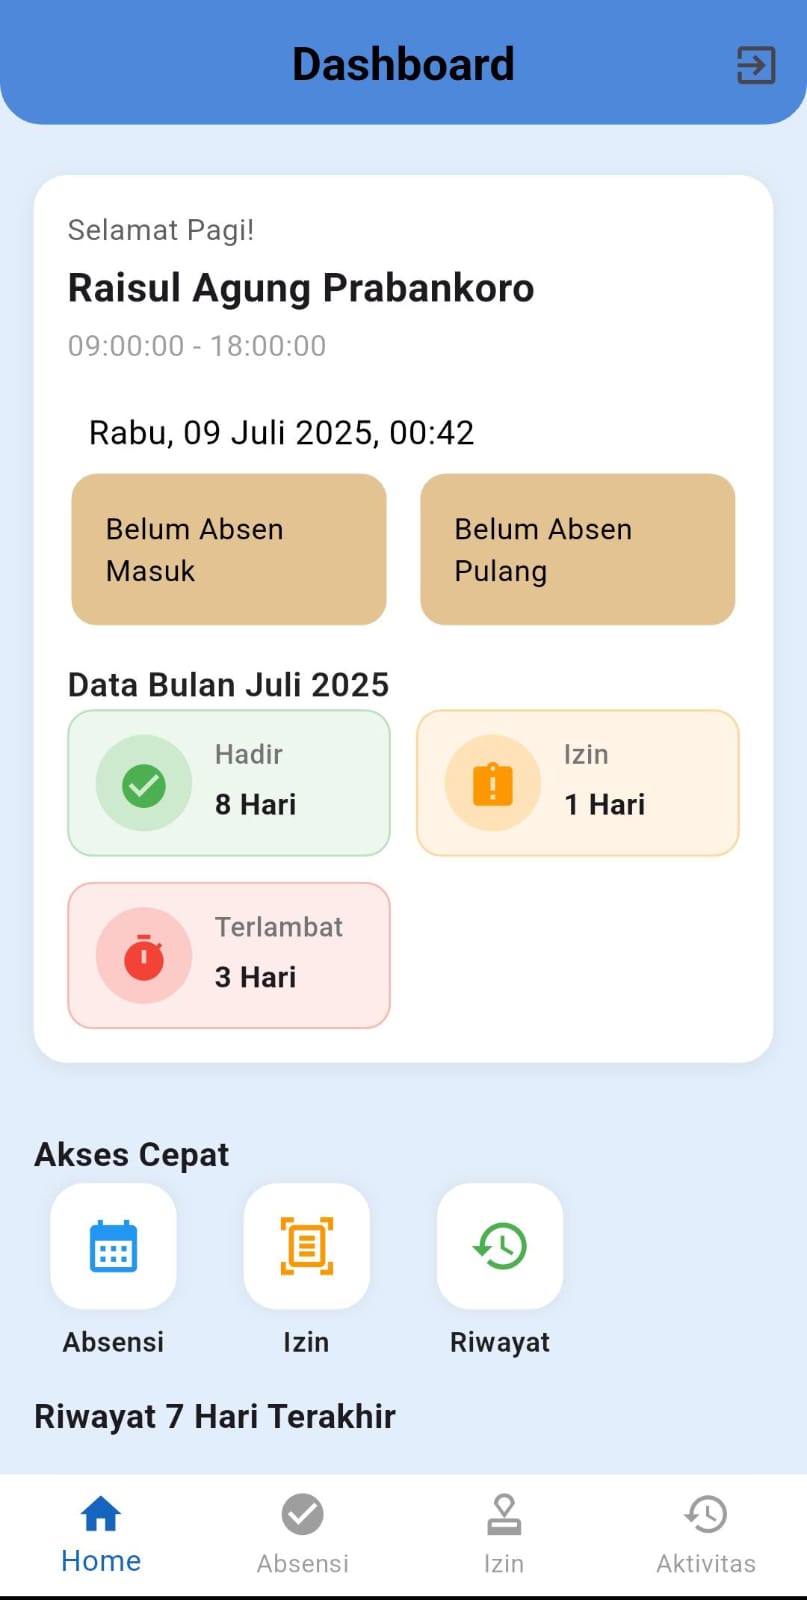 Dashboard
Selamat Pagi!
Raisul Agung Prabankoro
09:00:00 - 18:00:00
Rabu, 09 Juli 2025, 00:42
Belum Absen
Masuk
Belum Absen
Pulang
Data Bulan Juli 2025
Hadir
8 Hari
Izin
1 Hari
Terlambat
3 Hari
Akses Cepat
Absensi
Izin
Riwayat
Riwayat 7 Hari Terakhir
Home
Absensi
Izin
Aktivitas